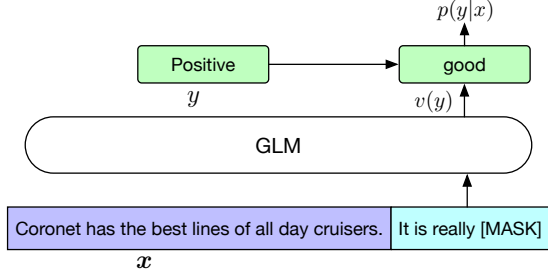 p(y|x)
Positive
good
y
v(y)
GLM
Coronet has the best lines of all day cruisers. It is really [MASK]
x